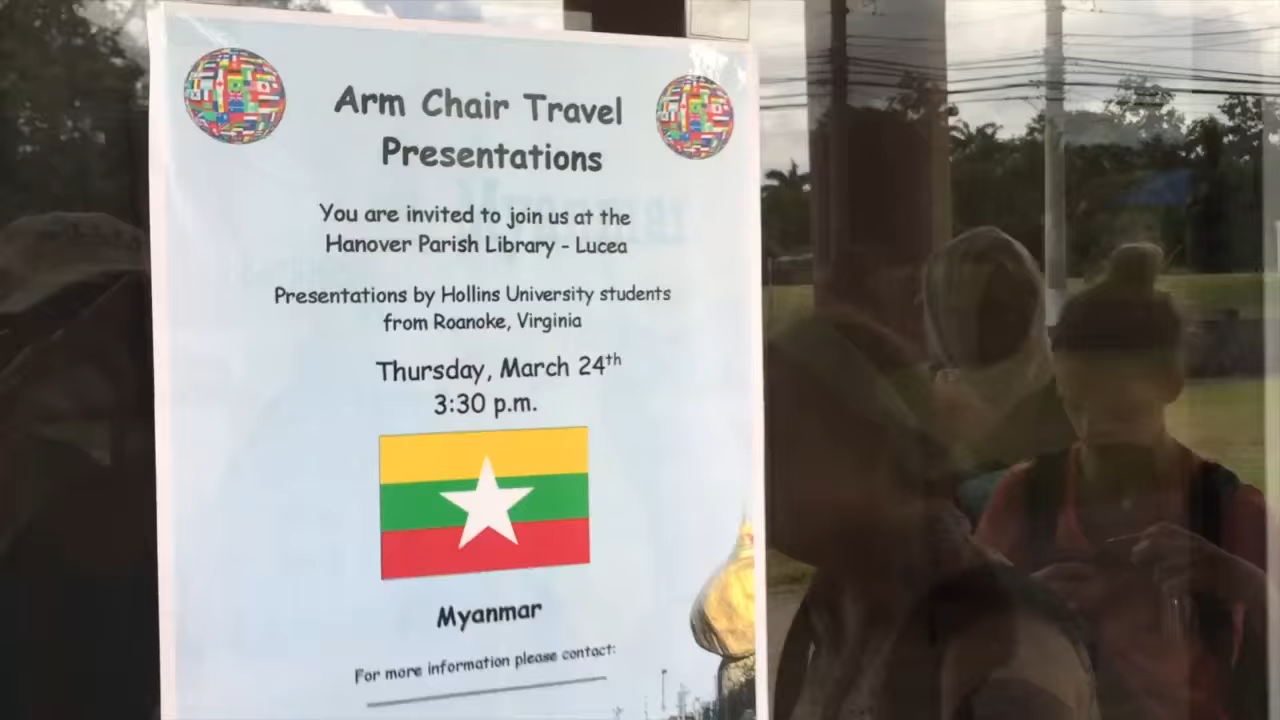 Arm Chair Travel
Presentations
You are invited to join us at the
Hanover Parish Library - Lucea
Presentations by Hollins University students
from Roanoke, Virginia
Thursday, March 24th
3:30 p.m.
Myanmar
For more information please contact: